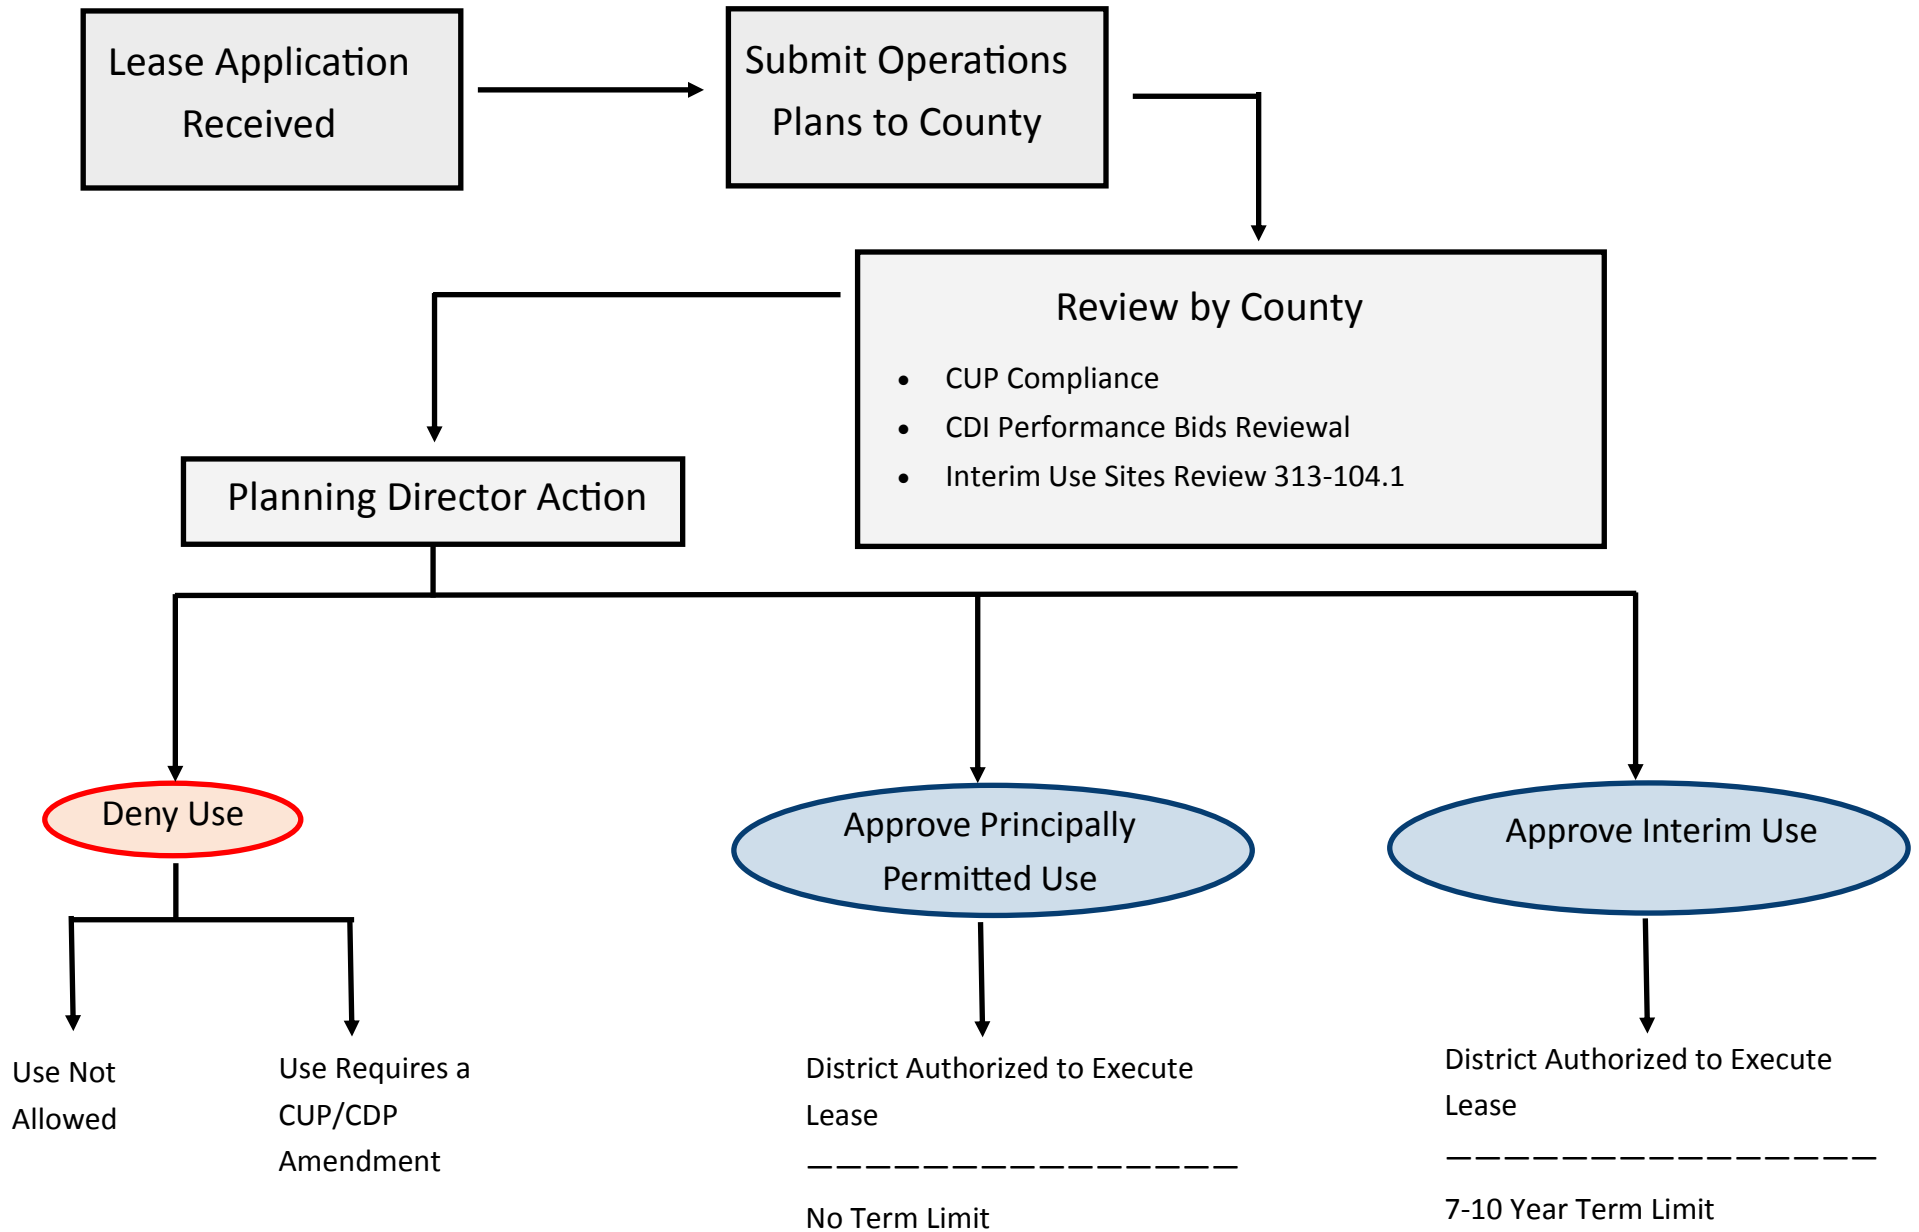 Lease Application
Received
Submit Operations
Plans to County
Review by County
• CUP Compliance
• CDI Performance Bids Reviewal
• Interim Use Sites Review 313-104.1
Planning Director Action
Deny Use
Approve Principally
Permitted Use
Approve Interim Use
Use Not
Allowed
Use Requires a
CUP/CDP
Amendment
District Authorized to Execute
Lease
———————————————
No Term Limit
District Authorized to Execute
Lease
———————————————
7-10 Year Term Limit